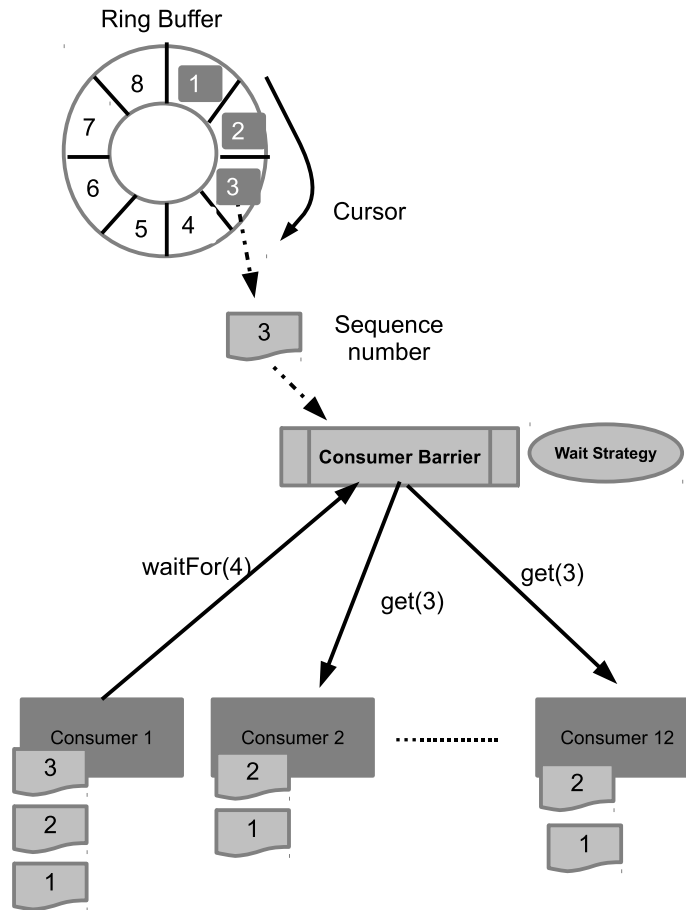 Ring Buffer
8
1
7
2
6
3
5
4
Cursor
3
Sequence
number
Consumer Barrier
Wait Strategy
waitFor(4)
get(3)
get(3)
Consumer 1
Consumer 2
Consumer 12
3
2
2
2
1
1
1